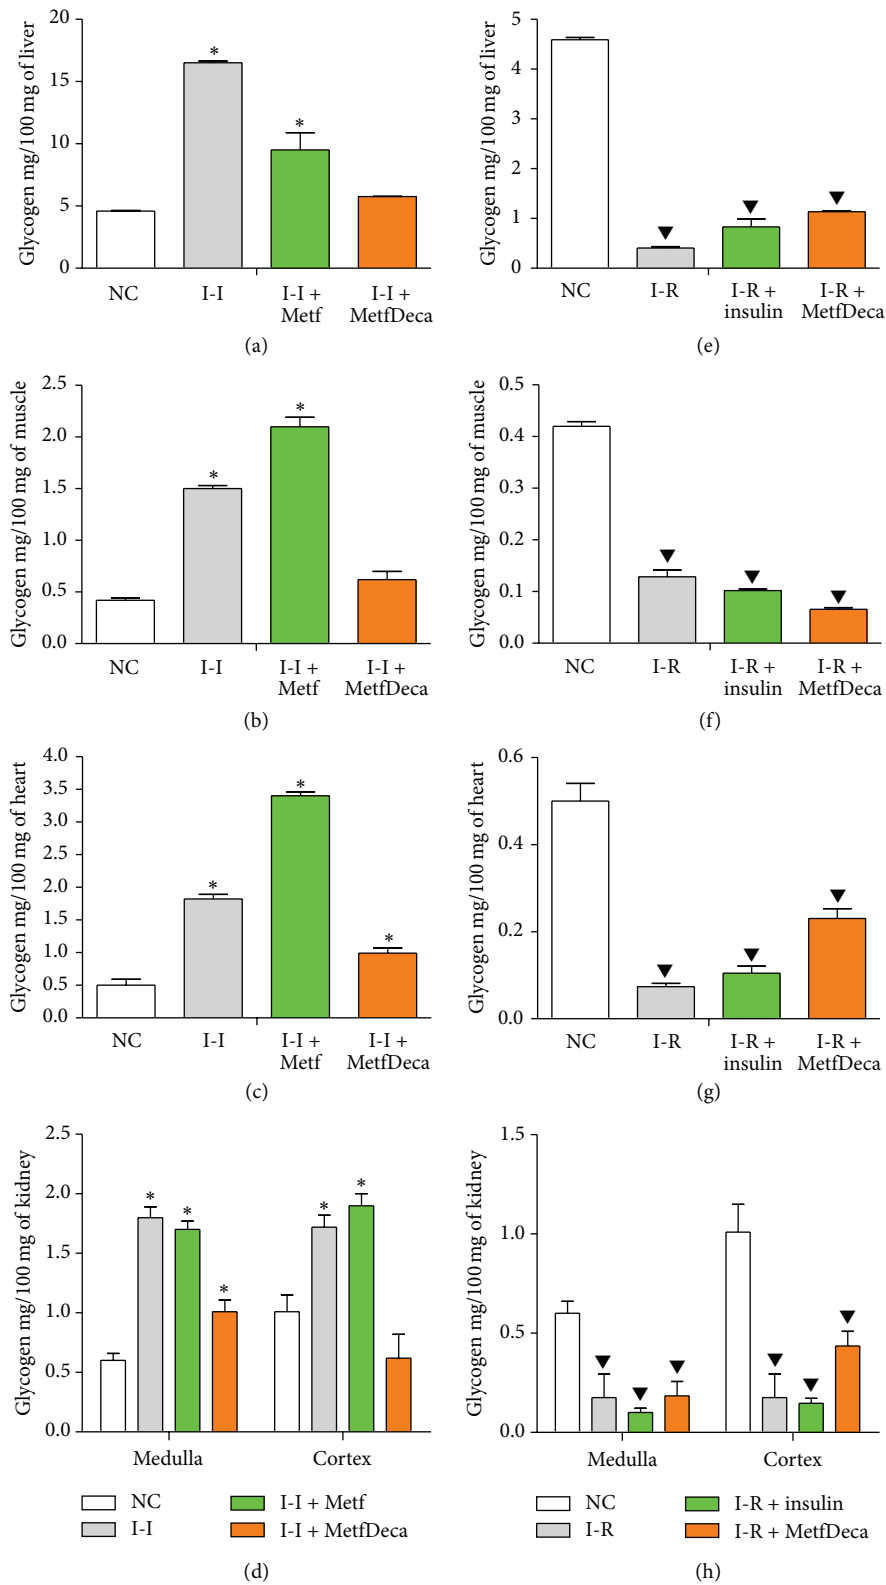 Glycogen mg/100 mg of liver
20
15
10
5
0
*
*
NC
I-I
I-I +
Metf
I-I +
MetfDeca
(a)
Glycogen mg/100 mg of liver
5
4
3
2
1
0
NC
I-R
I-R +
insulin
I-R +
MetfDeca
(e)
Glycogen mg/100 mg of muscle
2.5
2.0
1.5
1.0
0.5
0.0
*
*
NC
I-I
I-I +
Metf
I-I +
MetfDeca
(b)
Glycogen mg/100 mg of muscle
0.5
0.4
0.3
0.2
0.1
0.0
NC
I-R
I-R +
insulin
I-R +
MetfDeca
(f)
Glycogen mg/100 mg of heart
4.0
3.5
3.0
2.5
2.0
1.5
1.0
0.5
0.0
*
*
*
NC
I-I
I-I +
Metf
I-I +
MetfDeca
(c)
Glycogen mg/100 mg of heart
0.6
0.4
0.2
0.0
NC
I-R
I-R +
insulin
I-R +
MetfDeca
(g)
Glycogen mg/100 mg of kidney
2.5
2.0
1.5
1.0
0.5
0.0
*
*
*
*
*
Medulla
Cortex
NC
I-I
I-I + Metf
I-I + MetfDeca
(d)
Glycogen mg/100 mg of kidney
1.5
1.0
0.5
0.0
Medulla
Cortex
NC
I-R
I-R + insulin
I-R + MetfDeca
(h)